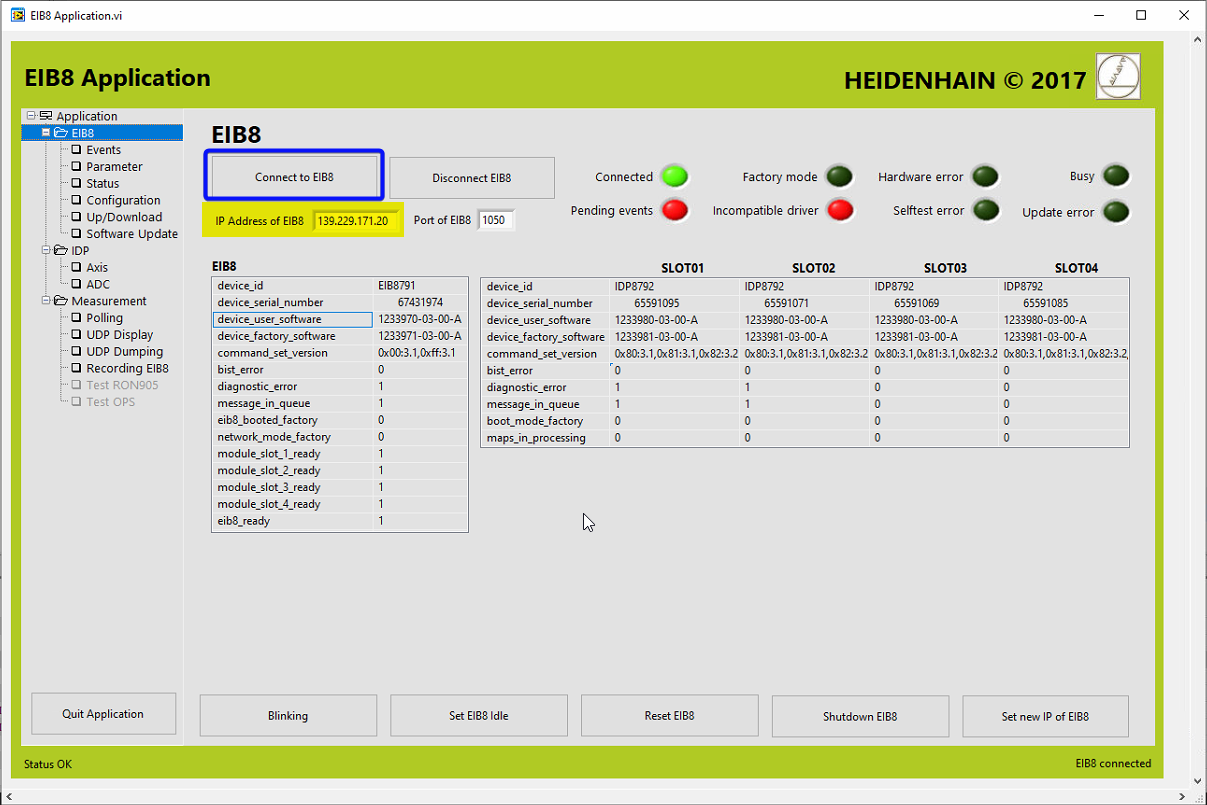 EIB8 Application.vi
EIB8 Application
HEIDENHAIN © 2017
Application
EIB8
Events
Parameter
Status
Configuration
Up/Download
Software Update
IDP
Axis
ADC
Measurement
Polling
UDP Display
UDP Dumping
Recording EIB8
Test RON905
Test OPS
Quit Application
EIB8
Connect to EIB8 Disconnect EIB8
IP Address of EIB8 139.229.171.20 Port of EIB8 1050
Connected Factory mode Hardware error Busy
Pending events Incompatible driver Selftest error Update error
EIB8
device_id EIB8791
device_serial_number 67431974
device_user_software 1233970-03-00-A
device_factory_software 1233971-03-00-A
command_set_version 0x00:3.1,0xff:3.1
bist_error 0
diagnostic_error 1
message_in_queue 1
eib8_booted_factory 0
network_mode_factory 0
module_slot_1_ready 1
module_slot_2_ready 1
module_slot_3_ready 1
module_slot_4_ready 1
eib8_ready 1
SLOT01 SLOT02 SLOT03 SLOT04
device_id IDP8792 IDP8792 IDP8792 IDP8792
device_serial_number 65591095 65591071 65591069 65591085
device_user_software 1233980-03-00-A 1233980-03-00-A 1233980-03-00-A 1233980-03-00-A
device_factory_software 1233981-03-00-A 1233981-03-00-A 1233981-03-00-A 1233981-03-00-A
command_set_version 0x80:3.1,0x81:3.1,0x82:3.2 0x80:3.1,0x81:3.1,0x82:3.2 0x80:3.1,0x81:3.1,0x82:3.2 0x80:3.1,0x81:3.1,0x82:3.2,
bist_error 0 0 0 0
diagnostic_error 1 1 0 0
message_in_queue 1 1 0 0
boot_mode_factory 0 0 0 0
maps_in_processing 0 0 0 0
Blinking Set EIB8 Idle Reset EIB8 Shutdown EIB8 Set new IP of EIB8
Status OK EIB8 connected